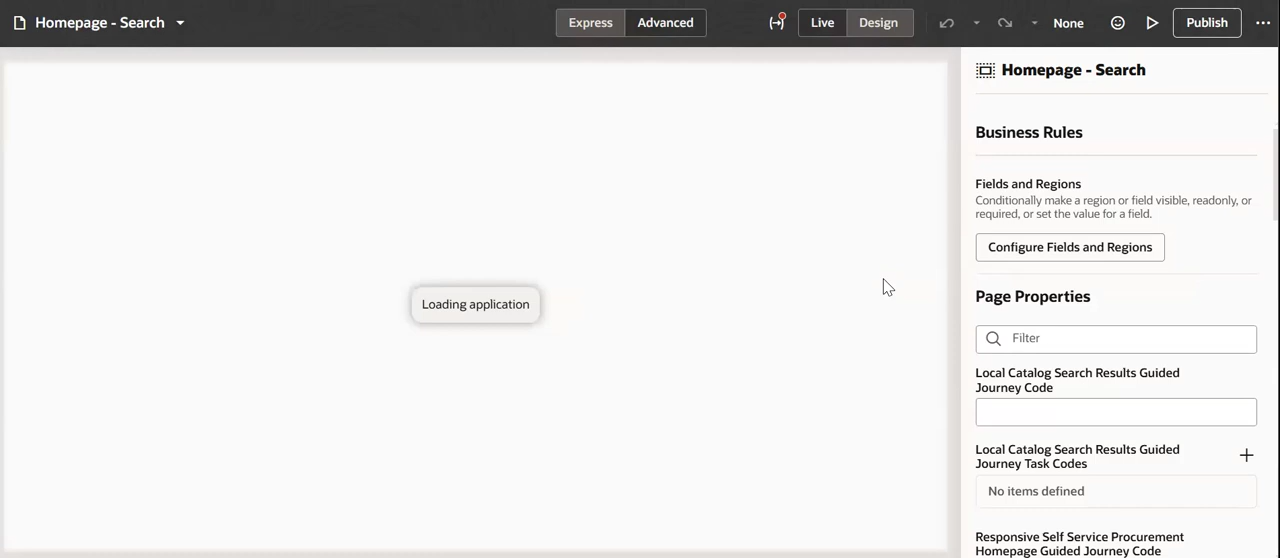 Homepage - Search
Express
Advanced
Live
Design
None
Publish
Homepage - Search
Business Rules
Fields and Regions
Conditionally make a region or field visible, readonly, or
required, or set the value for a field.
Configure Fields and Regions
Page Properties
Filter
Local Catalog Search Results Guided
Journey Code
Local Catalog Search Results Guided
Journey Task Codes
No items defined
Responsive Self Service Procurement
Homepage Guided Journey Code
Loading application